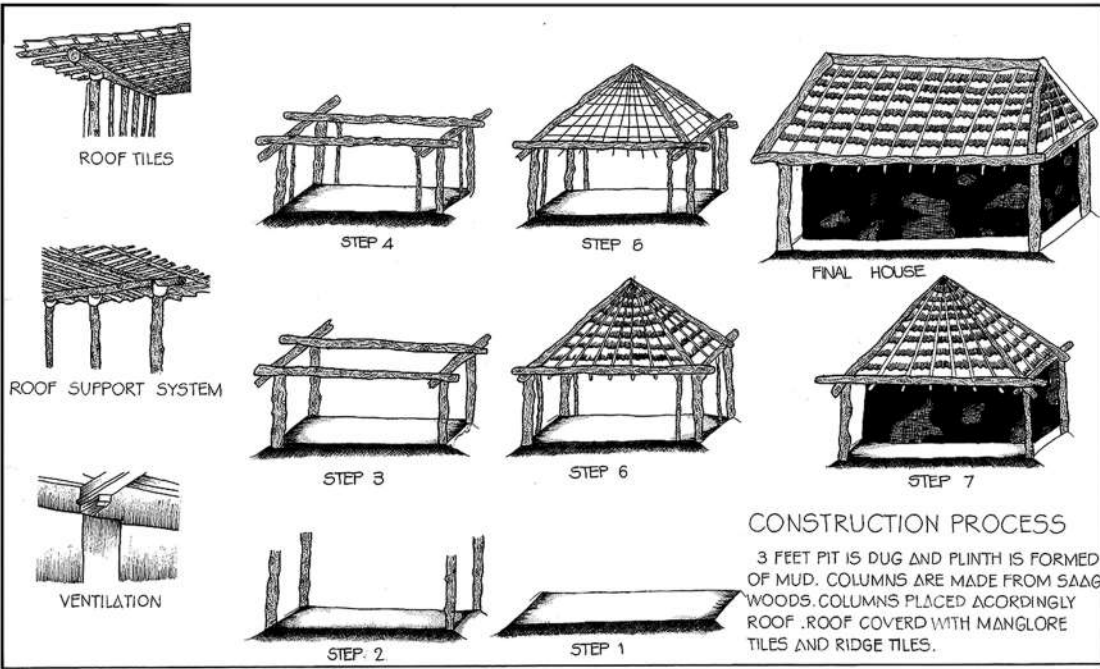 ROOF TILES
STEP 4
STEP 5
FINAL HOUSE
ROOF SUPPORT SYSTEM
STEP 3
STEP 6
STEP 7
VENTILATION
STEP 2
STEP 1
CONSTRUCTION PROCESS
3 FEET PIT IS DUG AND PLINTH IS FORMED
OF MUD. COLUMNS ARE MADE FROM SAAG
WOODS. COLUMNS PLACED ACORDINGLY
ROOF .ROOF COVERD WITH MANGLORE
TILES AND RIDGE TILES.